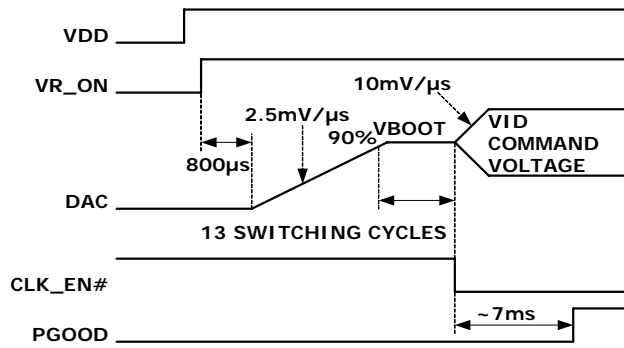 VDD
VR_ON
10mV/µs
2.5mV/µs
90%
VBOOT
VID
COMMAND
VOLTAGE
800µs
DAC
13 SWITCHING CYCLES
CLK_EN#
~7ms
PGOOD